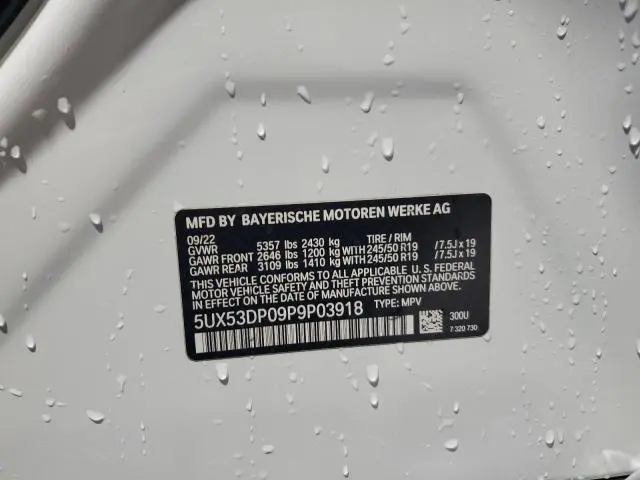 MFD BY BAYERISCHE MOTOREN WERKE AG
09/22
GVWR 5357 lbs 2430 kg TIRE / RIM
GAWR FRONT 2646 lbs 1200 kg WITH 245/50 R19 /7.5J x 19
GAWR REAR 3109 lbs 1410 kg WITH 245/50 R19 /7.5J x 19
THIS VEHICLE CONFORMS TO ALL APPLICABLE U.S. FEDERAL
MOTOR VEHICLE SAFETY AND THEFT PREVENTION STANDARDS
IN EFFECT ON THE DATE OF MANUFACTURE SHOWN ABOVE.
5UX53DP09P9P03918 TYPE: MPV
300U
7 320 730